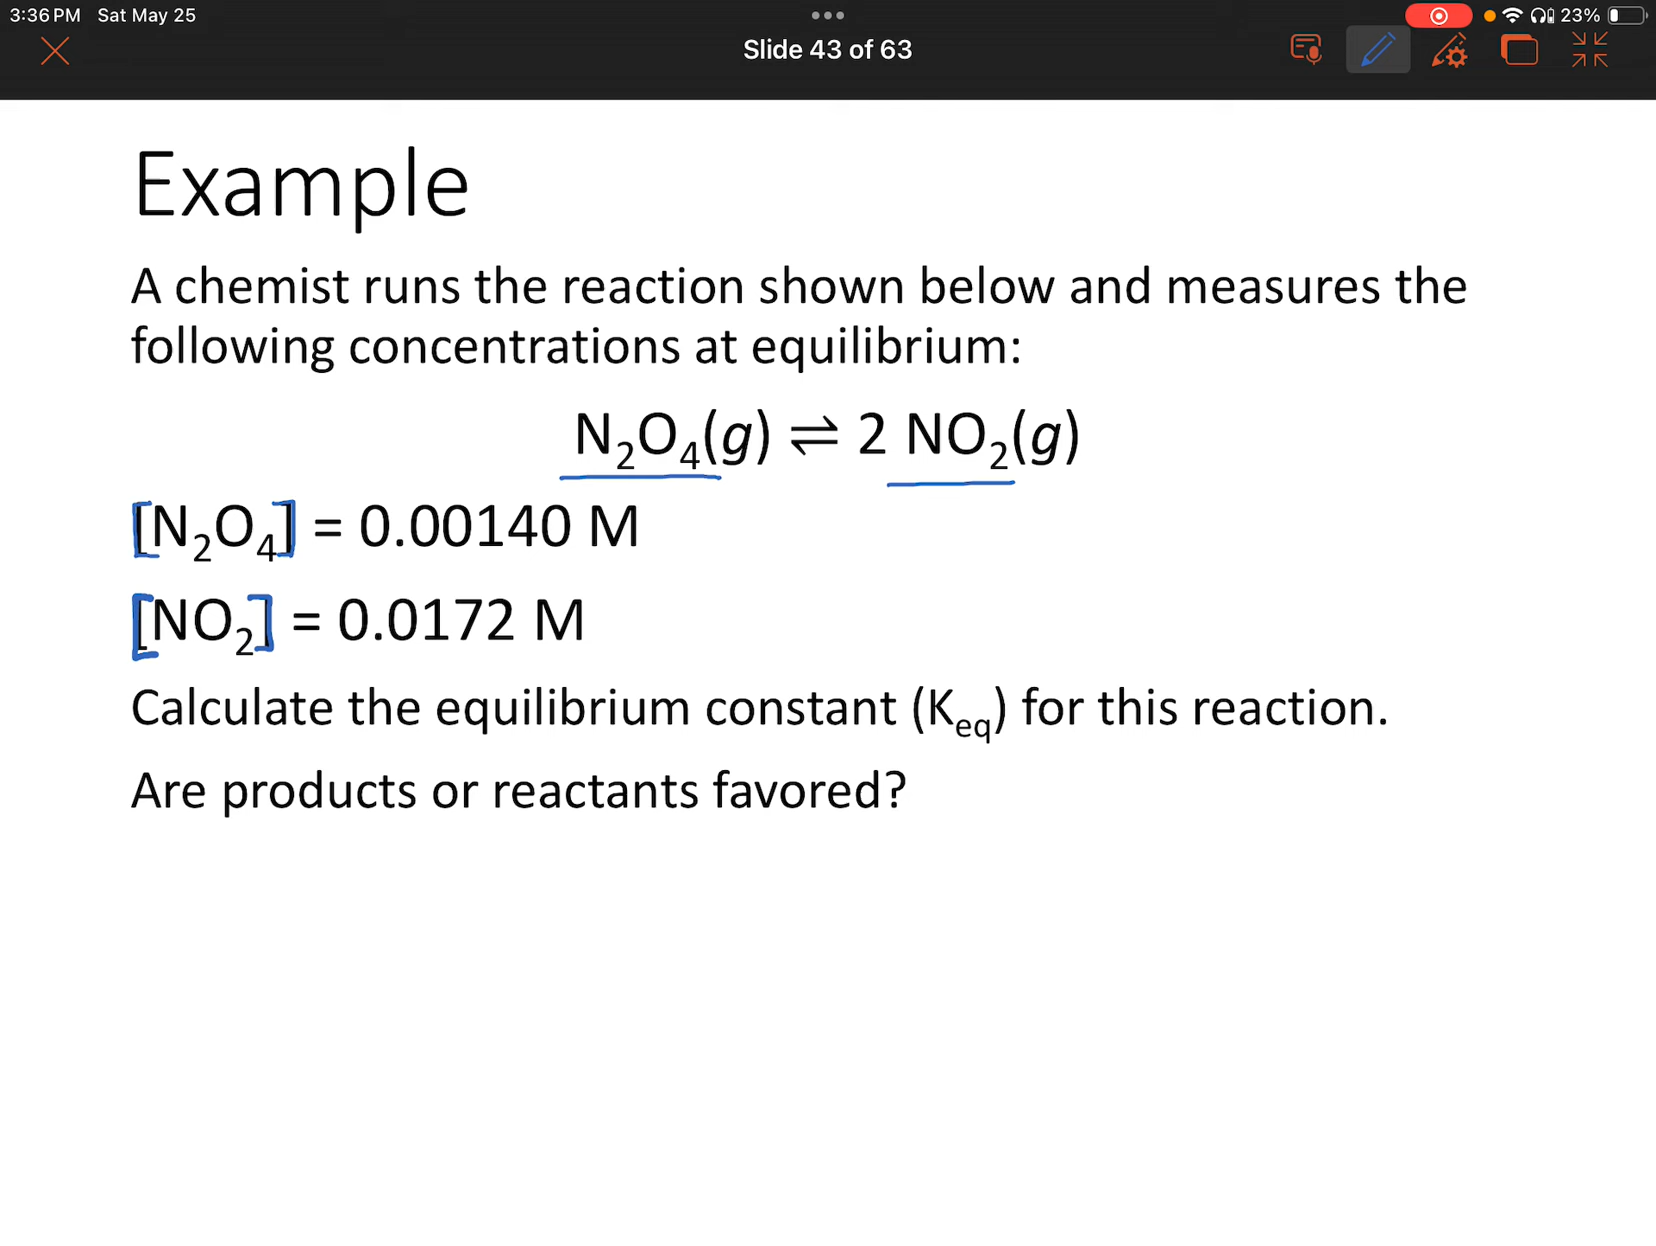 3:36 PM Sat May 25
23%
Slide 43 of 63
Example
A chemist runs the reaction shown below and measures the
following concentrations at equilibrium:
N₂O₄(g) ⇌ 2 NO₂(g)
[N₂O₄] = 0.00140 M
[NO₂] = 0.0172 M
Calculate the equilibrium constant (Keq) for this reaction.
Are products or reactants favored?